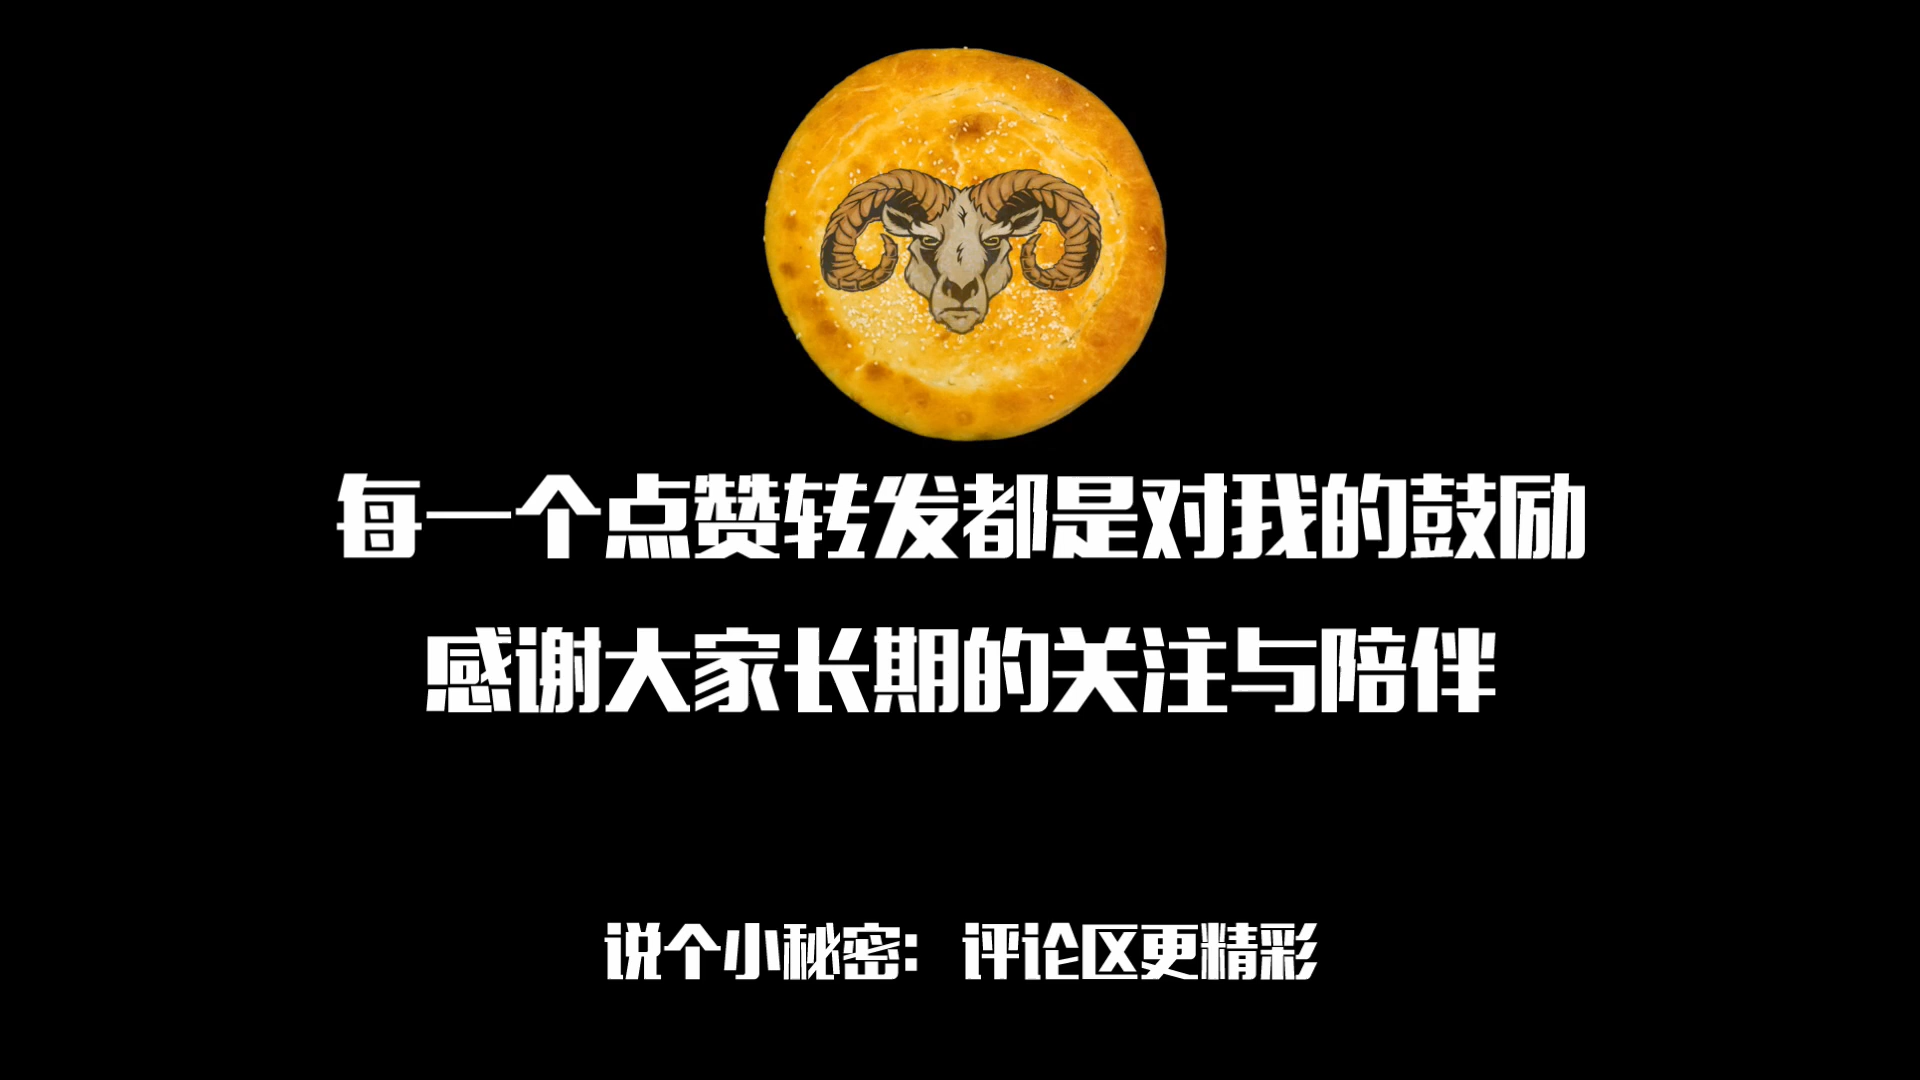 每一个点赞转发都是对我的鼓励
感谢大家长期的关注与陪伴
说个小秘密：评论区更精彩